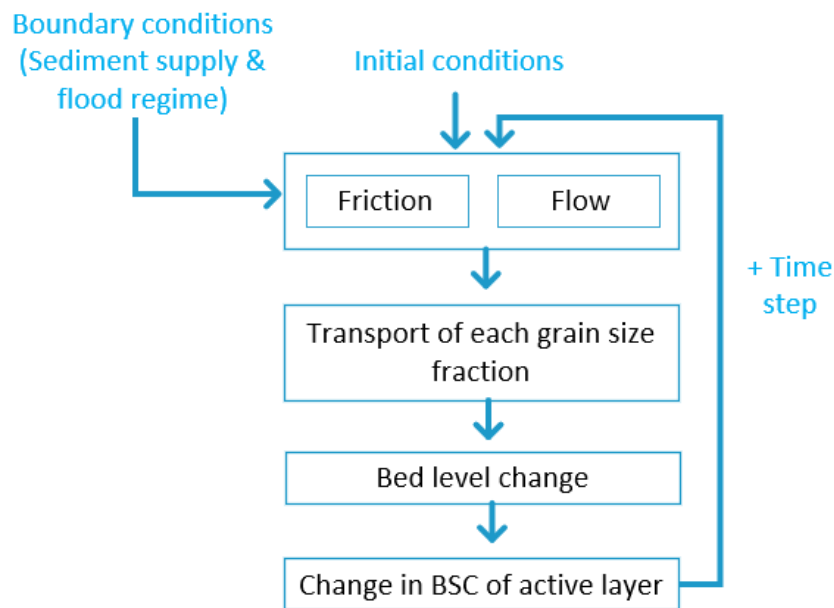 Boundary conditions
(Sediment supply &
flood regime)
Initial conditions
Friction
Flow
+ Time
step
Transport of each grain size
fraction
Bed level change
Change in BSC of active layer